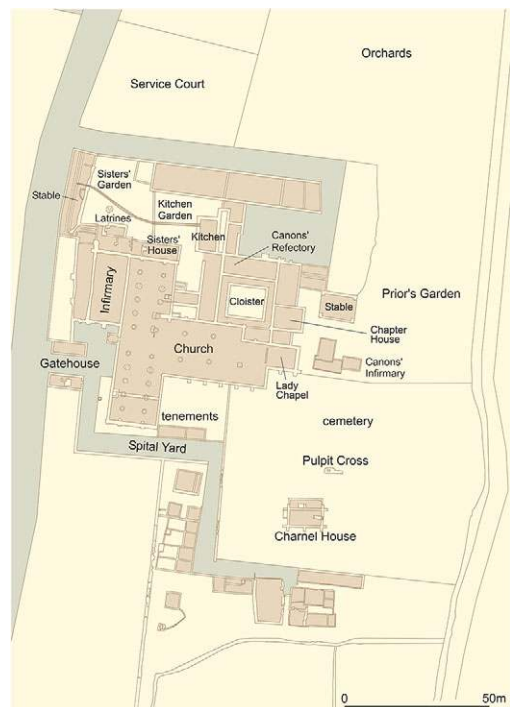 Orchards
Service Court
Sisters'
Garden
Stable
Kitchen
Garden
Latrines
Sisters'
House
Kitchen
Canons'
Refectory
Infirmary
Cloister
Stable
Prior's Garden
Chapter
House
Church
Canons'
Infirmary
Gatehouse
Lady
Chapel
tenements
cemetery
Spital Yard
Pulpit Cross
Charnel House
0
50m